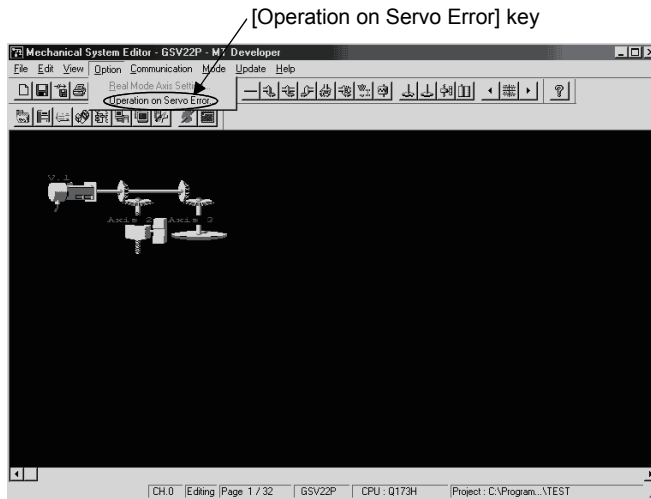 [Operation on Servo Error] key
Mechanical System Editor - GSV22P - MT Developer
File Edit View Option Communication Mode Update Help
Real Mode Axis Setti
Operation on Servo Error
V.1
Axis 2 Axis 3
CH.0 Editing Page 1 / 32 GSV22P CPU : Q173H Project : C:\Program...\TEST